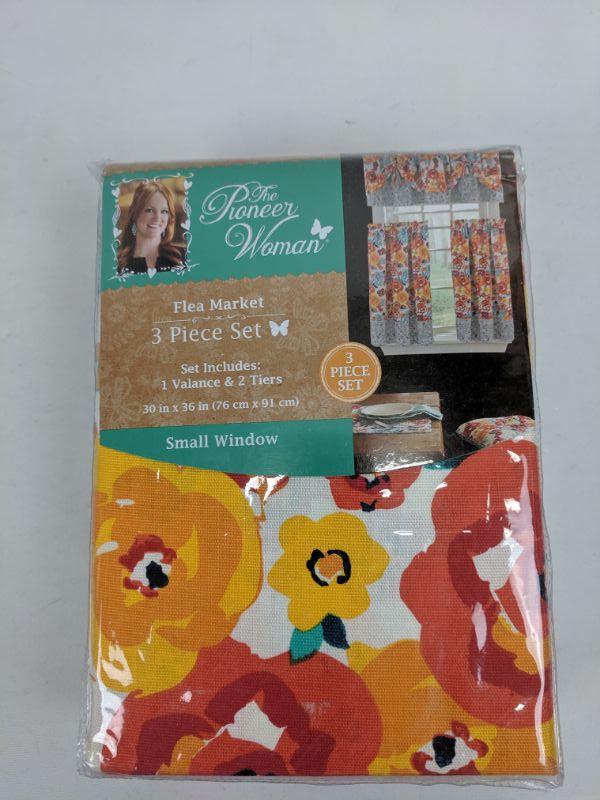 The
Pioneer
Woman®
Flea Market
3 Piece Set
Set Includes:
1 Valance & 2 Tiers
30 in x 36 in (76 cm x 91 cm)
Small Window
3
PIECE
SET